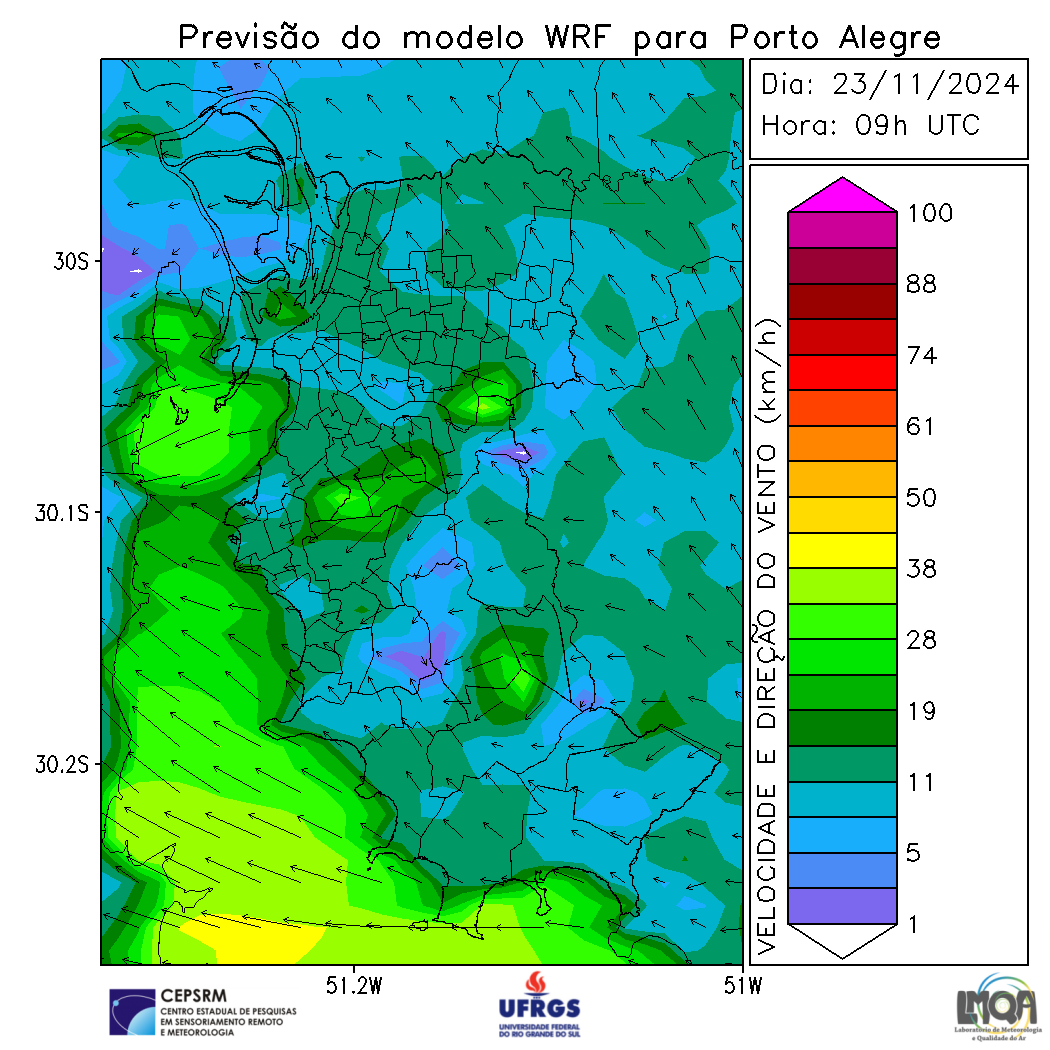 Previsão do modelo WRF para Porto Alegre
Dia: 23/11/2024
Hora: 09h UTC
30S
30.1S
30.2S
51.2W
51W
VELOCIDADE E DIREÇÃO DO VENTO (km/h)
100
88
74
61
50
38
28
19
11
5
1
CEPSRM
CENTRO ESTADUAL DE PESQUISAS
EM SENSORIAMENTO REMOTO
E METEOROLOGIA
UFRGS
UNIVERSIDADE FEDERAL
DO RIO GRANDE DO SUL
LMQA
Laboratório de Meteorologia
e Qualidade do Ar